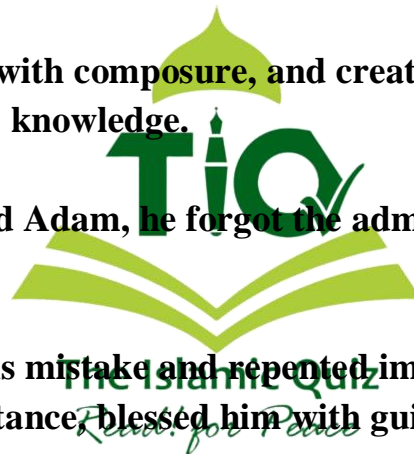 with composure, and creat
knowledge.
TIQ
d Adam, he forgot the adm
s mistake and repented im
The Islamic Quiz
tance, blessed him with gui
Read! for Peace